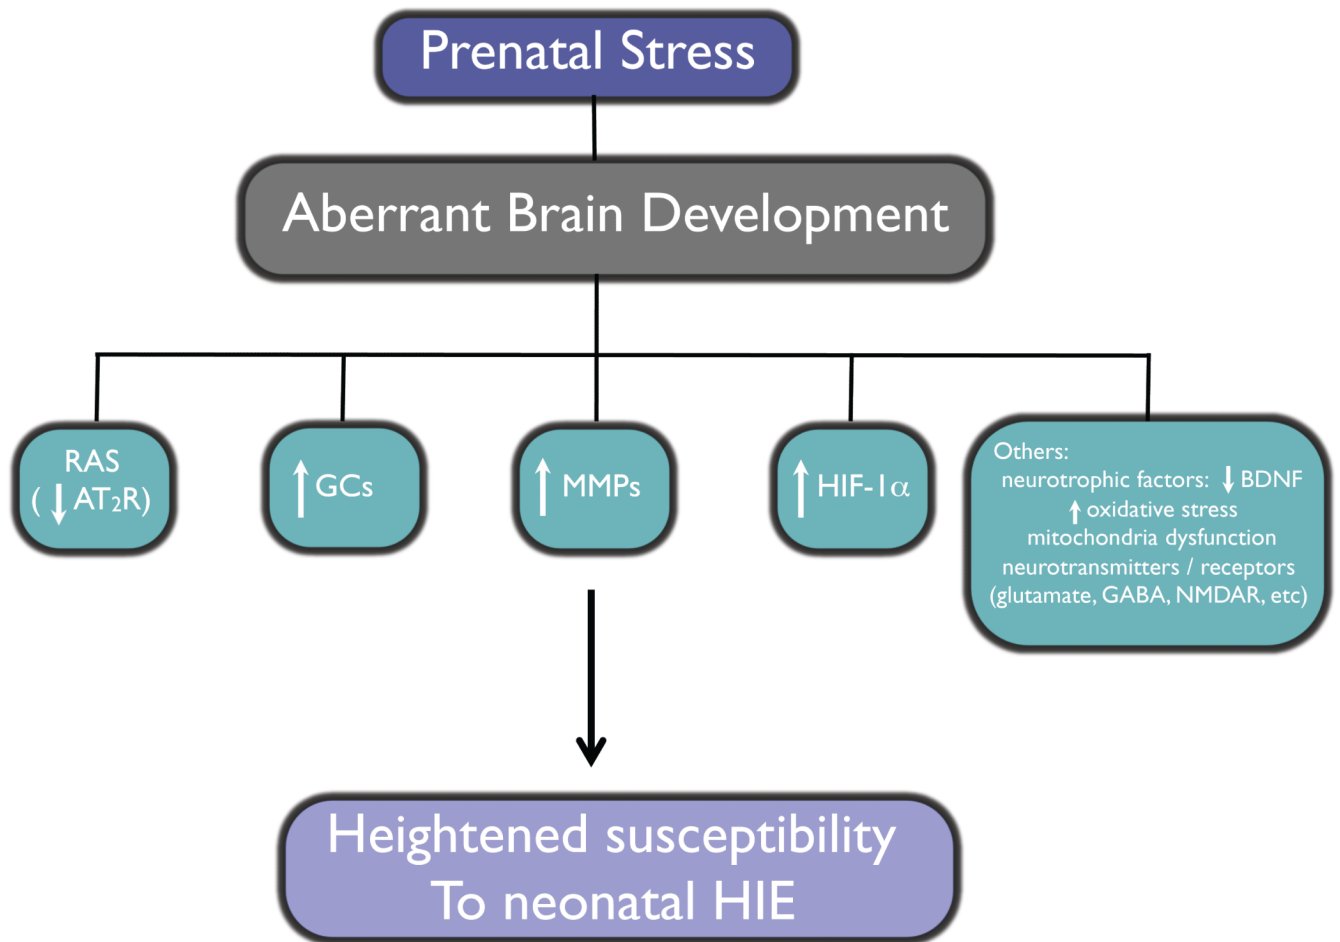 Prenatal Stress
Aberrant Brain Development
RAS
( ↓ AT₂R)
↑ GCs
↑ MMPs
↑ HIF-1α
Others:
neurotrophic factors: ↓ BDNF
↑ oxidative stress
mitochondria dysfunction
neurotransmitters / receptors
(glutamate, GABA, NMDAR, etc)
Heightened susceptibility
To neonatal HIE